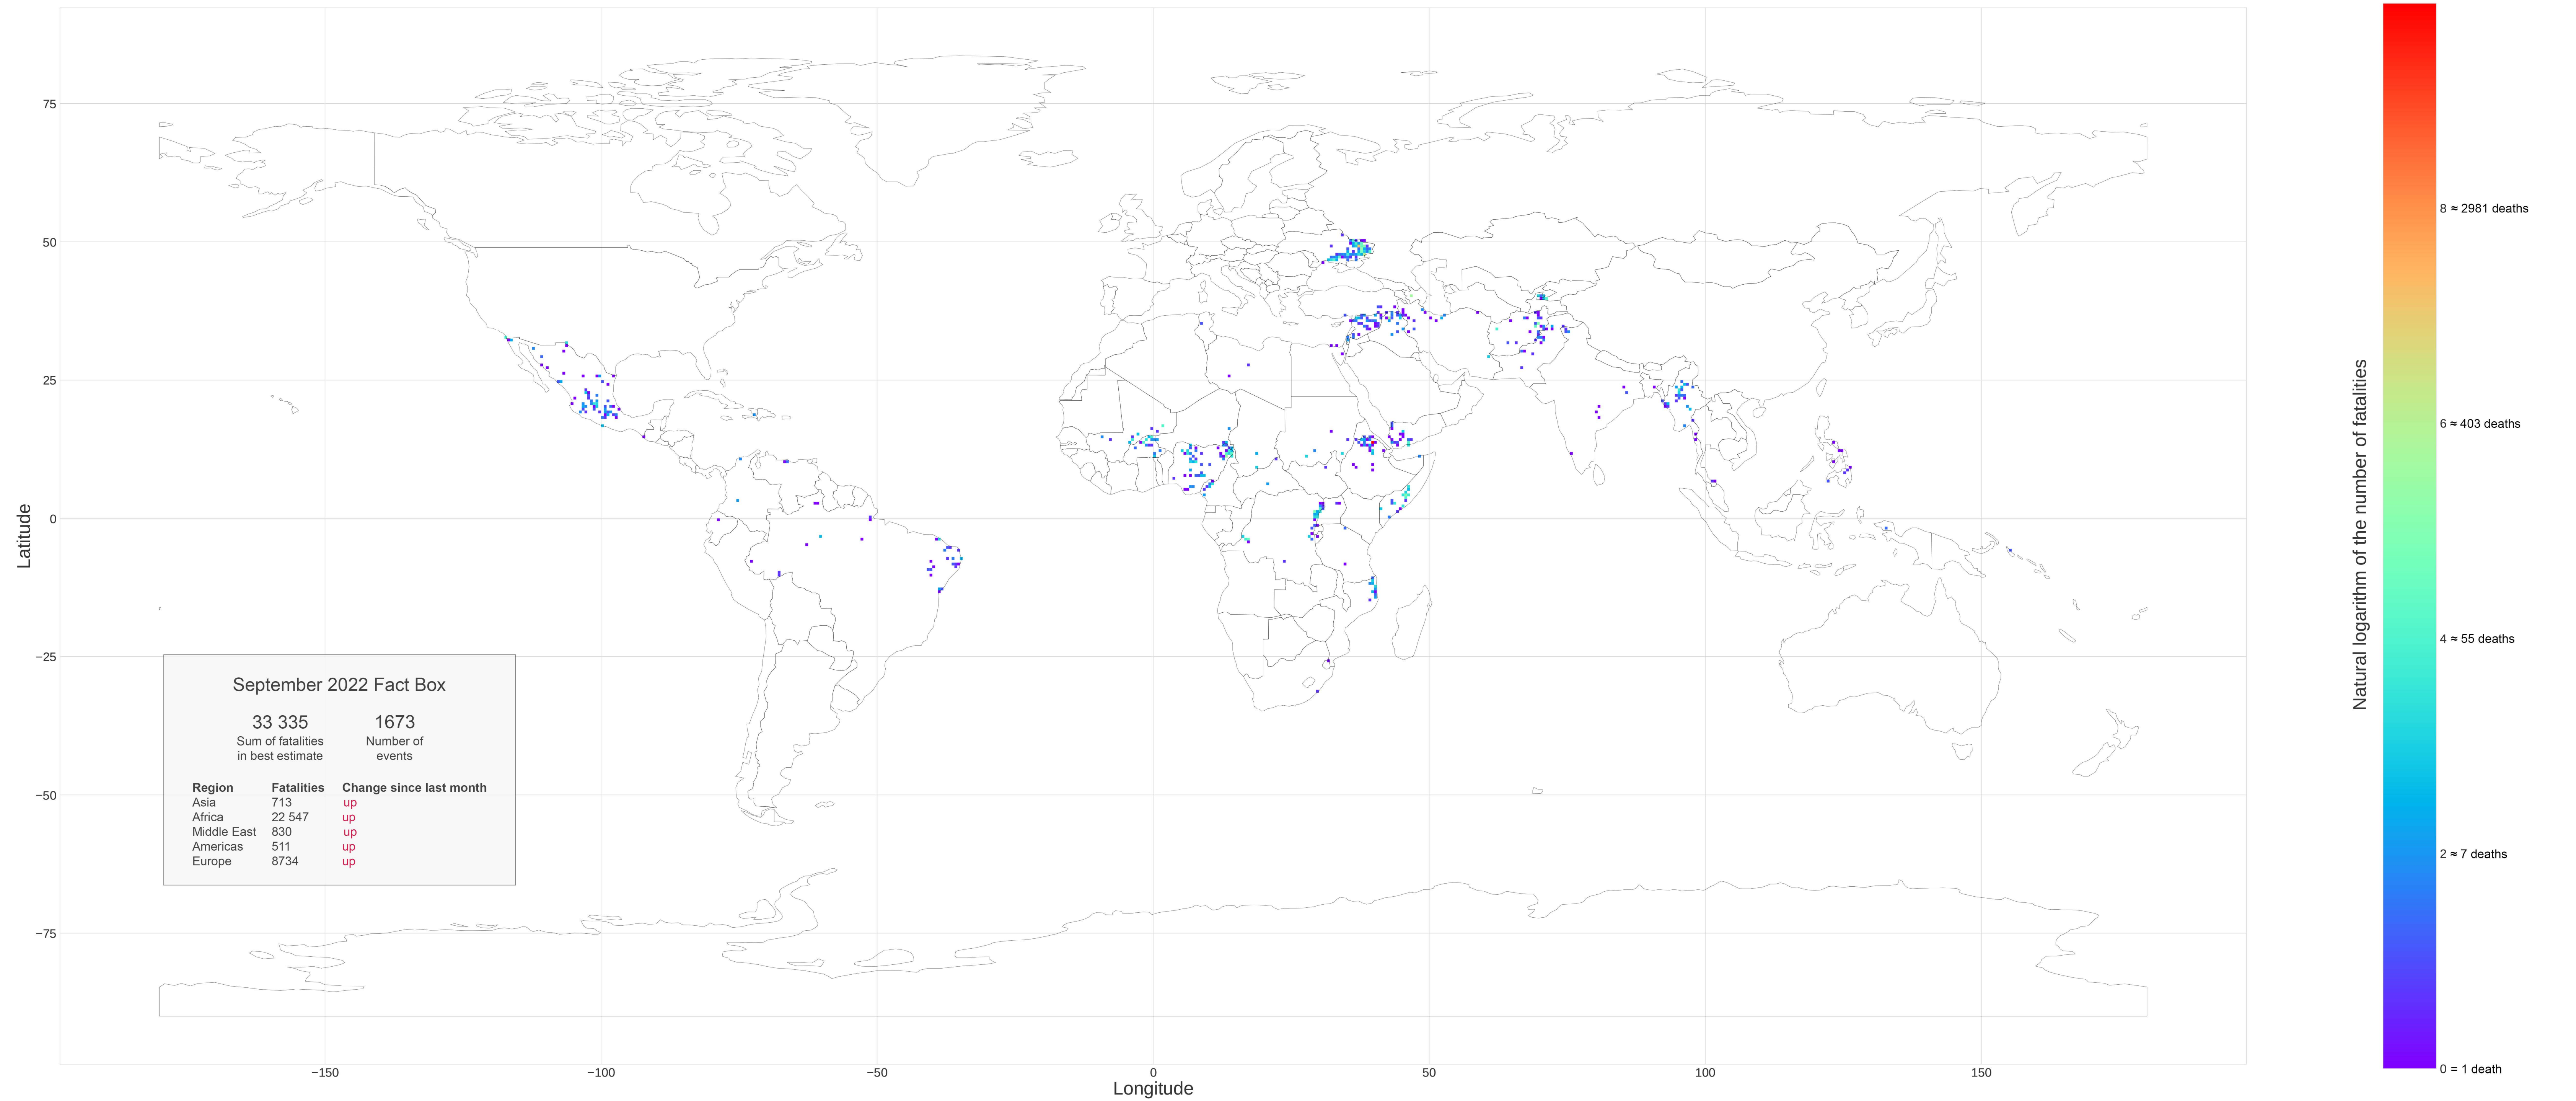 75
50
25
0
−25
−50
−75
Latitude
−150
−100
−50
0
50
100
150
Longitude
September 2022 Fact Box
33 335 1673
Sum of fatalities Number of
in best estimate events
Region Fatalities Change since last month
Asia 713 up
Africa 22 547 up
Middle East 830 up
Americas 511 up
Europe 8734 up
Natural logarithm of the number of fatalities
8 ≈ 2981 deaths
6 ≈ 403 deaths
4 ≈ 55 deaths
2 ≈ 7 deaths
0 = 1 death